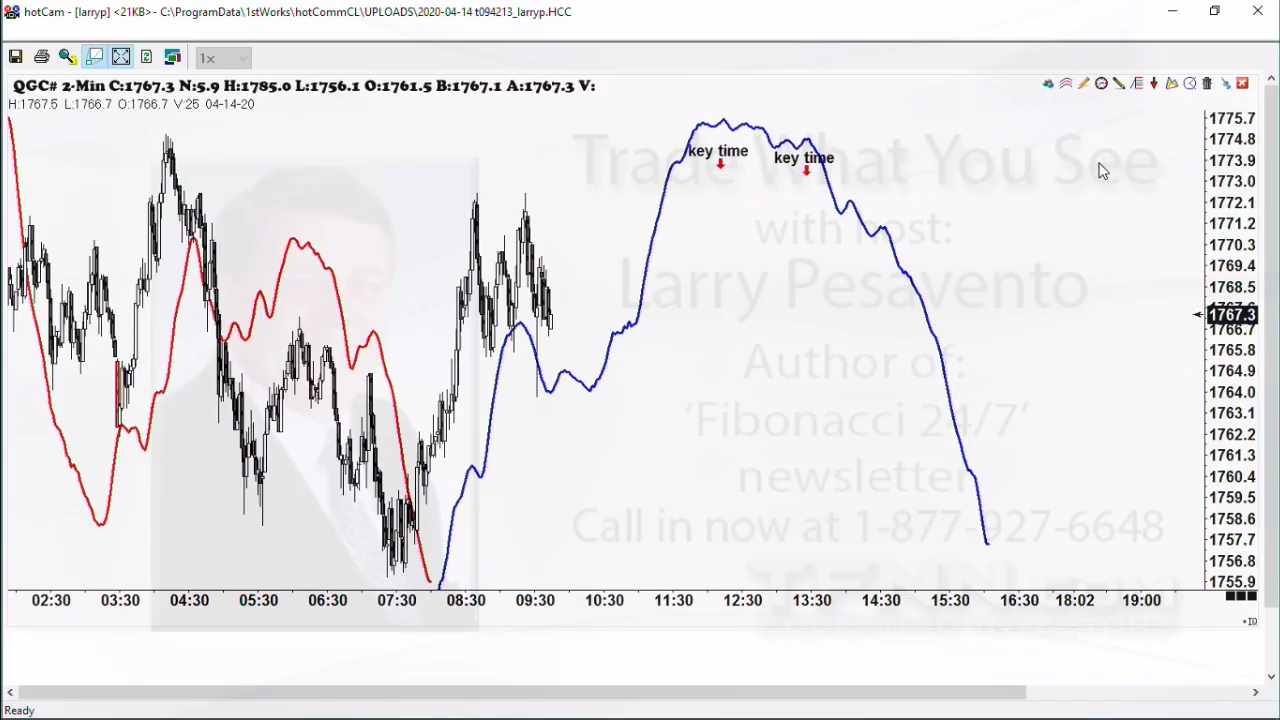 hotCam - [larryp] <21KB>- C:\ProgramData\1stWorks\hotCommCL\UPLOADS\2020-04-14 t094213_larryp.HCC
1x
QGC# 2-Min C:1767.3 N:5.9 H:1785.0 L:1756.1 O:1761.5 B:1767.1 A:1767.3 V:
H:1767.5 L:1766.7 O:1766.7 V:25 04-14-20
key time
key time
Trade What You See
with host:
Larry Pesavento
Author of:
'Fibonacci 24/7'
newsletter
Call in now at 1-877-927-6648
1775.7
1774.8
1773.9
1773.0
1772.1
1771.2
1770.3
1769.4
1768.5
1767.3
1766.7
1765.8
1764.9
1764.0
1763.1
1762.2
1761.3
1760.4
1759.5
1758.6
1757.7
1756.8
1755.9
02:30 03:30 04:30 05:30 06:30 07:30 08:30 09:30 10:30 11:30 12:30 13:30 14:30 15:30 16:30 18:02 19:00
+IQ
Ready